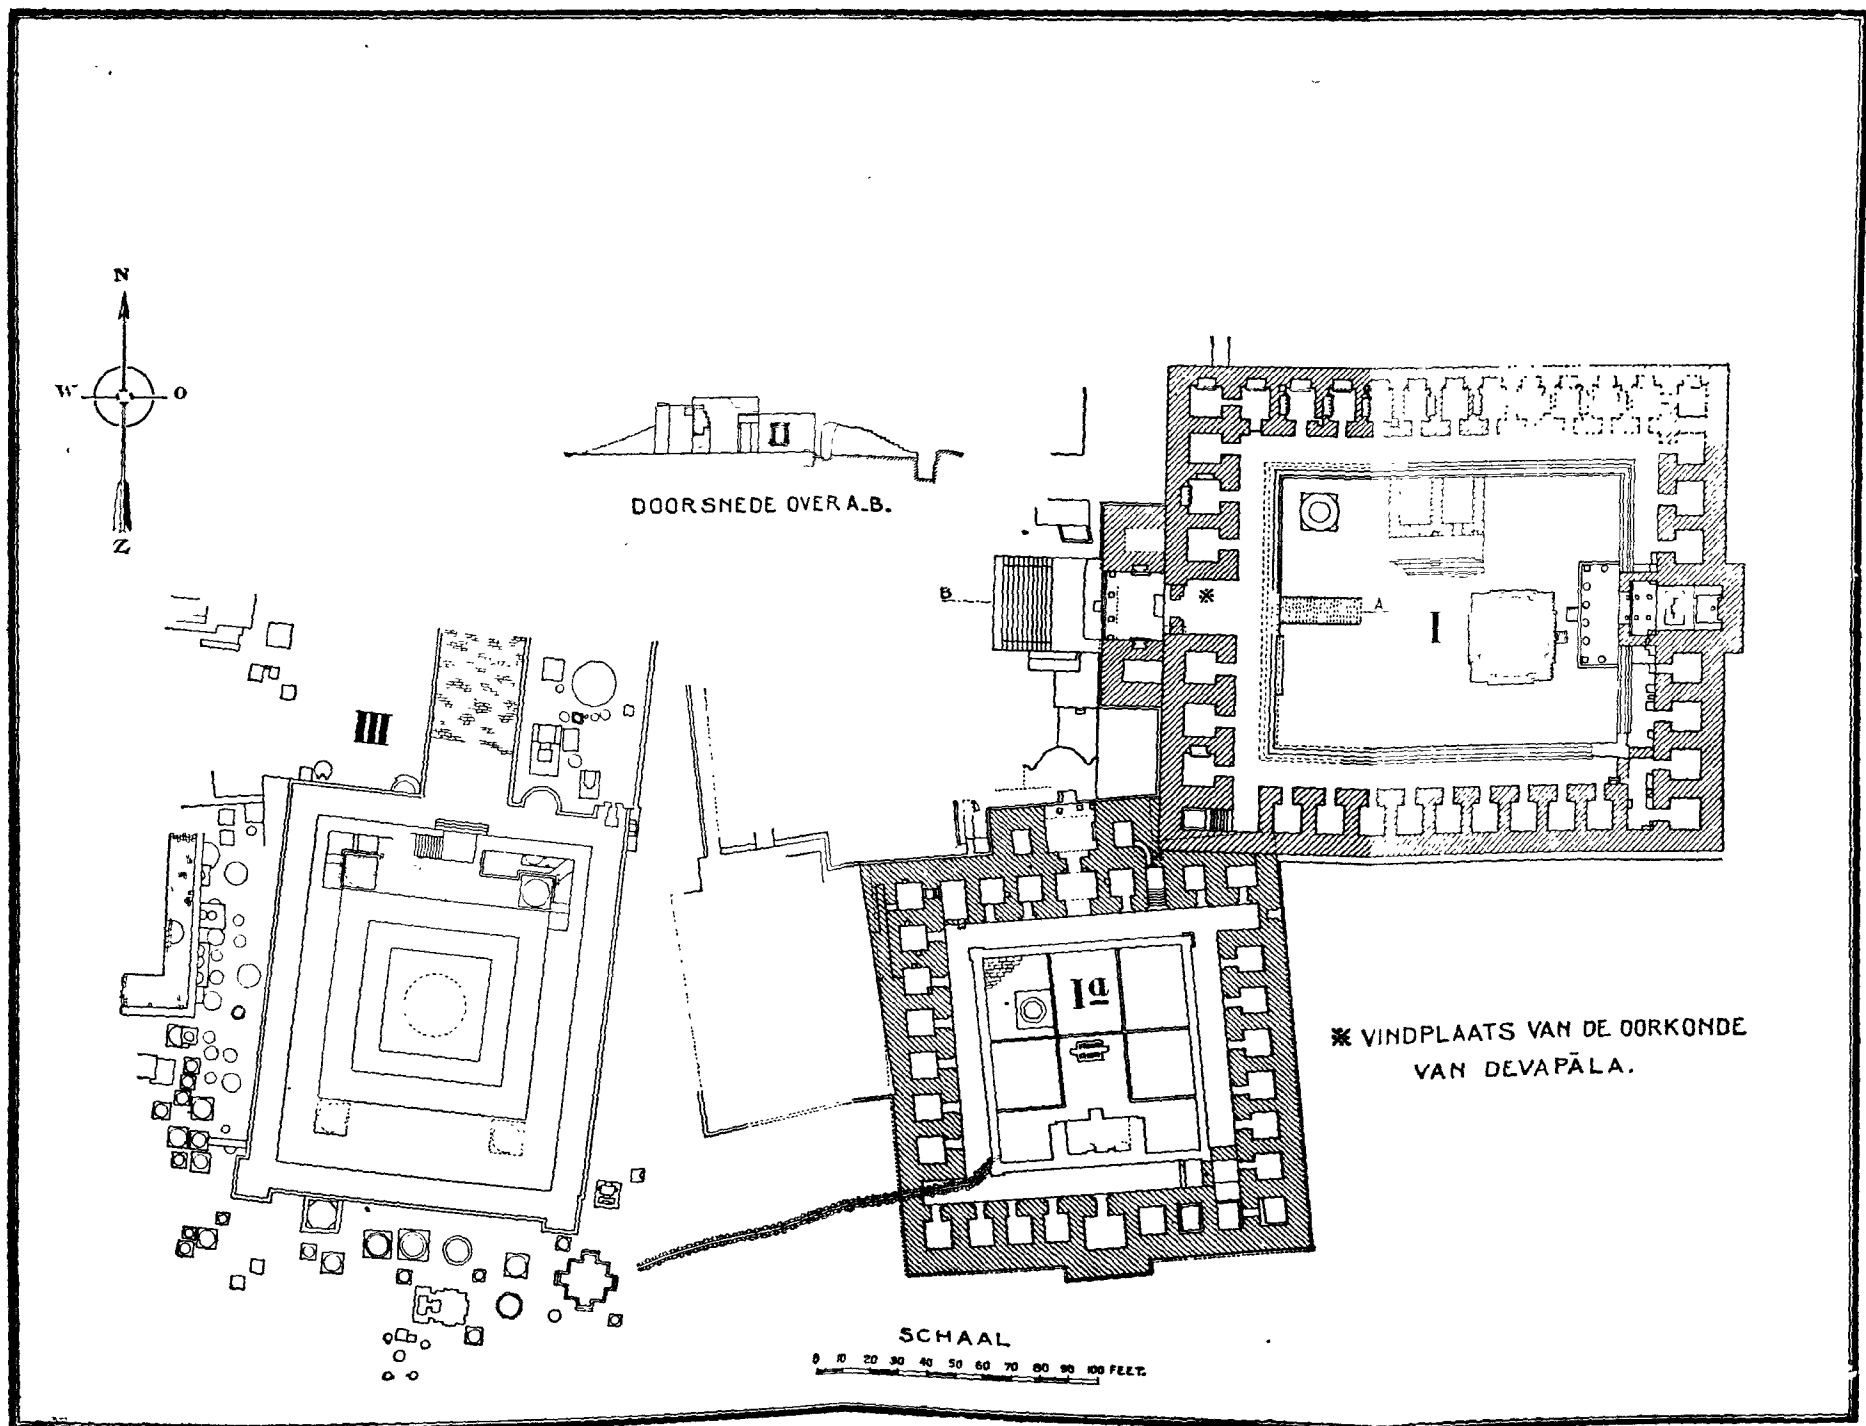 N
W O
Z
II
DOORSNEDE OVER A-B.
B
※
A
I
III
Iª
※ VINDPLAATS VAN DE OORKONDE
VAN DEVAPĀLA.
SCHAAL
0 10 20 30 40 50 60 70 80 90 100 FEET.